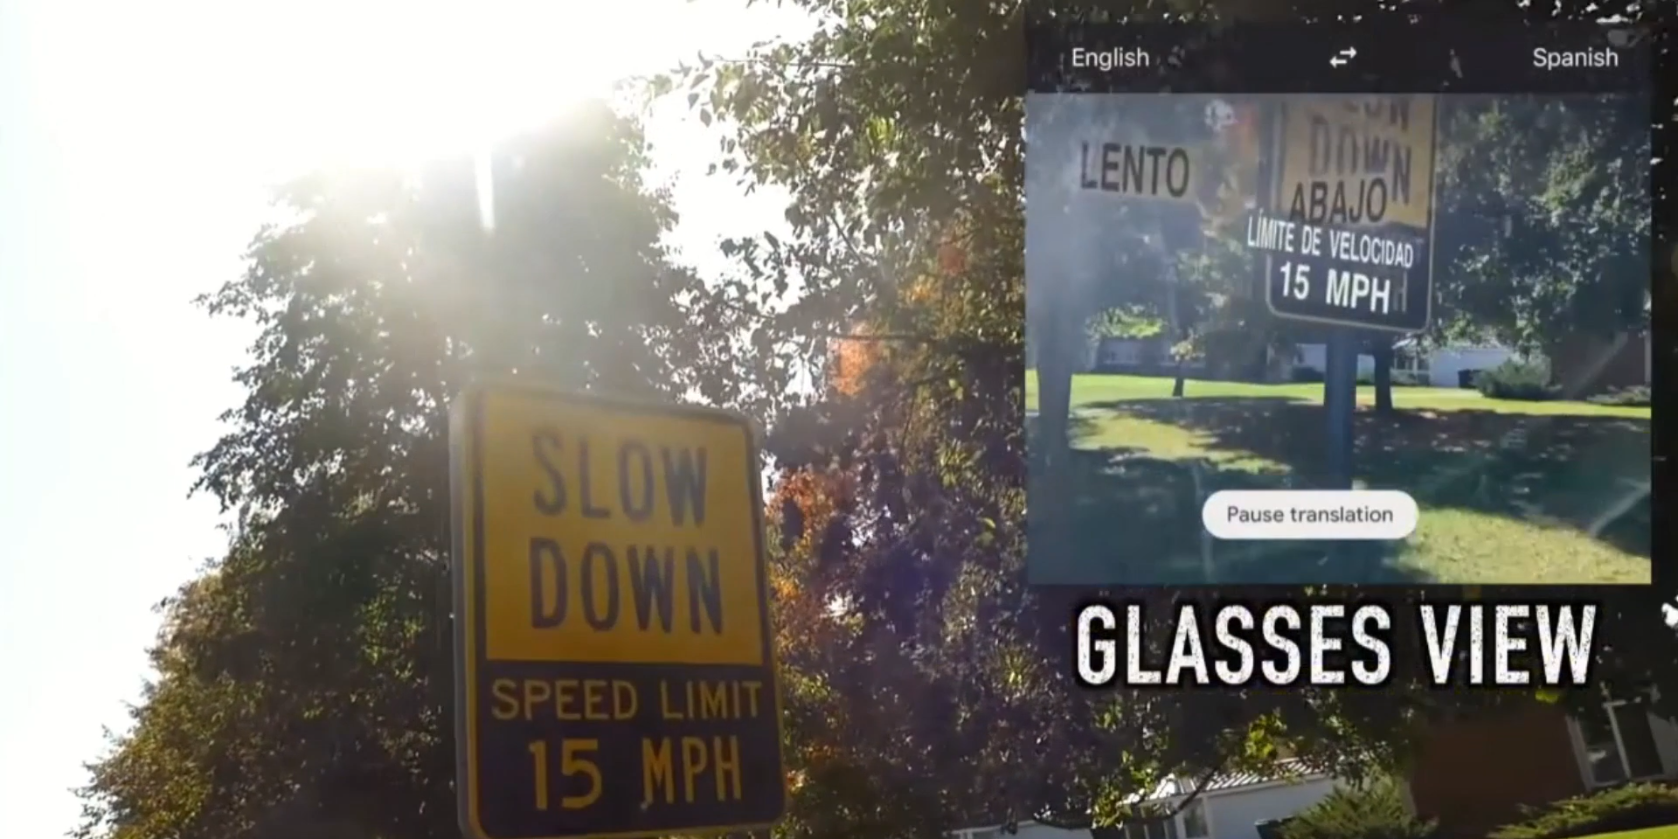 SLOW
DOWN
SPEED LIMIT
15 MPH
English
Spanish
LENTO
DOWN
ABAJO
LÍMITE DE VELOCIDAD
15 MPH
Pause translation
GLASSES VIEW